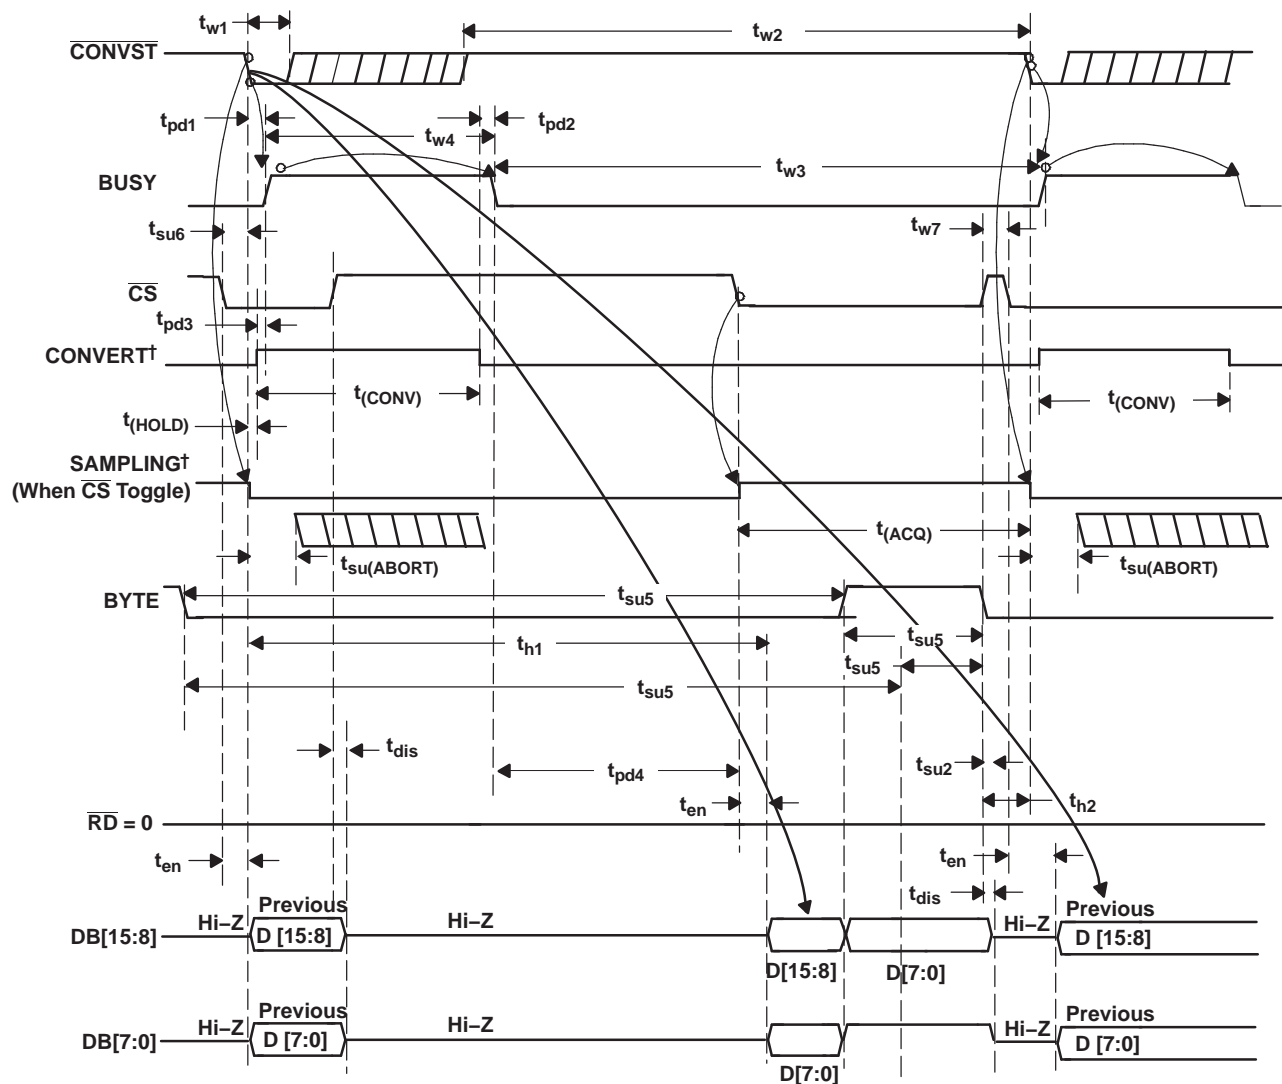 tw1
CONVST
tw2
tpd1
tw4
tpd2
BUSY
tw3
tsu6
tw7
CS
tpd3
CONVERT†
t(CONV)
t(CONV)
t(HOLD)
SAMPLING†
(When CS Toggle)
t(ACQ)
tsu(ABORT)
tsu(ABORT)
BYTE
tsu5
th1
tsu5
tsu5
tsu5
tdis
tpd4
tsu2
ten
th2
RD = 0
ten
ten
tdis
Hi–Z
Previous
D [15:8]
Hi–Z
Hi–Z
Previous
D [15:8]
DB[15:8]
D[15:8]
D[7:0]
Hi–Z
Previous
D [7:0]
Hi–Z
Hi–Z
Previous
D [7:0]
DB[7:0]
D[7:0]